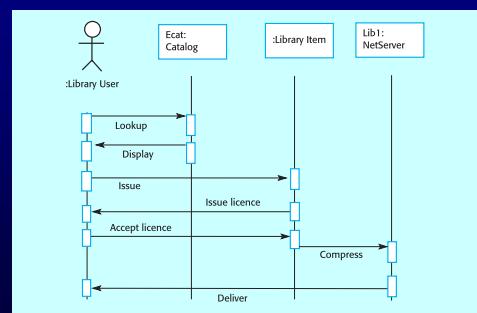 Ecat:
Catalog
:Library Item
Lib1:
NetServer
:Library User
Lookup
Display
Issue
Issue licence
Accept licence
Compress
Deliver